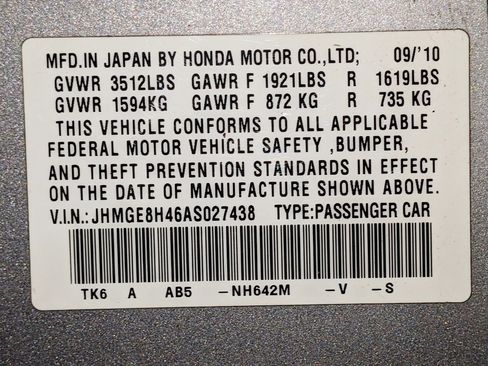 MFD.IN JAPAN BY HONDA MOTOR CO.,LTD; 09/'10
GVWR 3512LBS GAWR F 1921LBS R 1619LBS
GVWR 1594KG GAWR F 872 KG R 735 KG
THIS VEHICLE CONFORMS TO ALL APPLICABLE
FEDERAL MOTOR VEHICLE SAFETY ,BUMPER,
AND THEFT PREVENTION STANDARDS IN EFFECT
ON THE DATE OF MANUFACTURE SHOWN ABOVE.
V.I.N.:JHMGE8H46AS027438 TYPE:PASSENGER CAR
TK6 A AB5 -NH642M -V -S